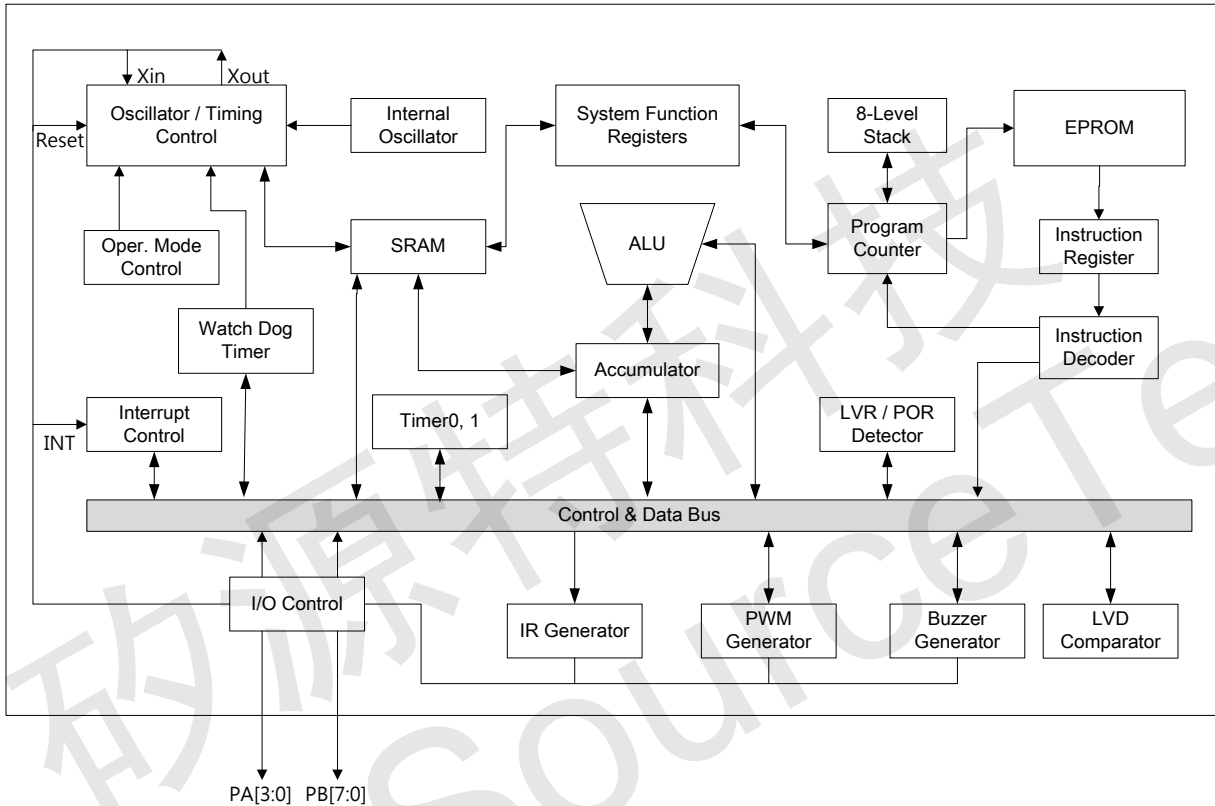 Xin
Xout
Oscillator / Timing
Control
Reset
Internal
Oscillator
System Function
Registers
8-Level
Stack
EPROM
Oper. Mode
Control
SRAM
ALU
Program
Counter
Instruction
Register
Watch Dog
Timer
Accumulator
Instruction
Decoder
Interrupt
Control
INT
Timer0, 1
LVR / POR
Detector
Control & Data Bus
I/O Control
IR Generator
PWM
Generator
Buzzer
Generator
LVD
Comparator
PA[3:0]
PB[7:0]
矽源特科技
SourceTe